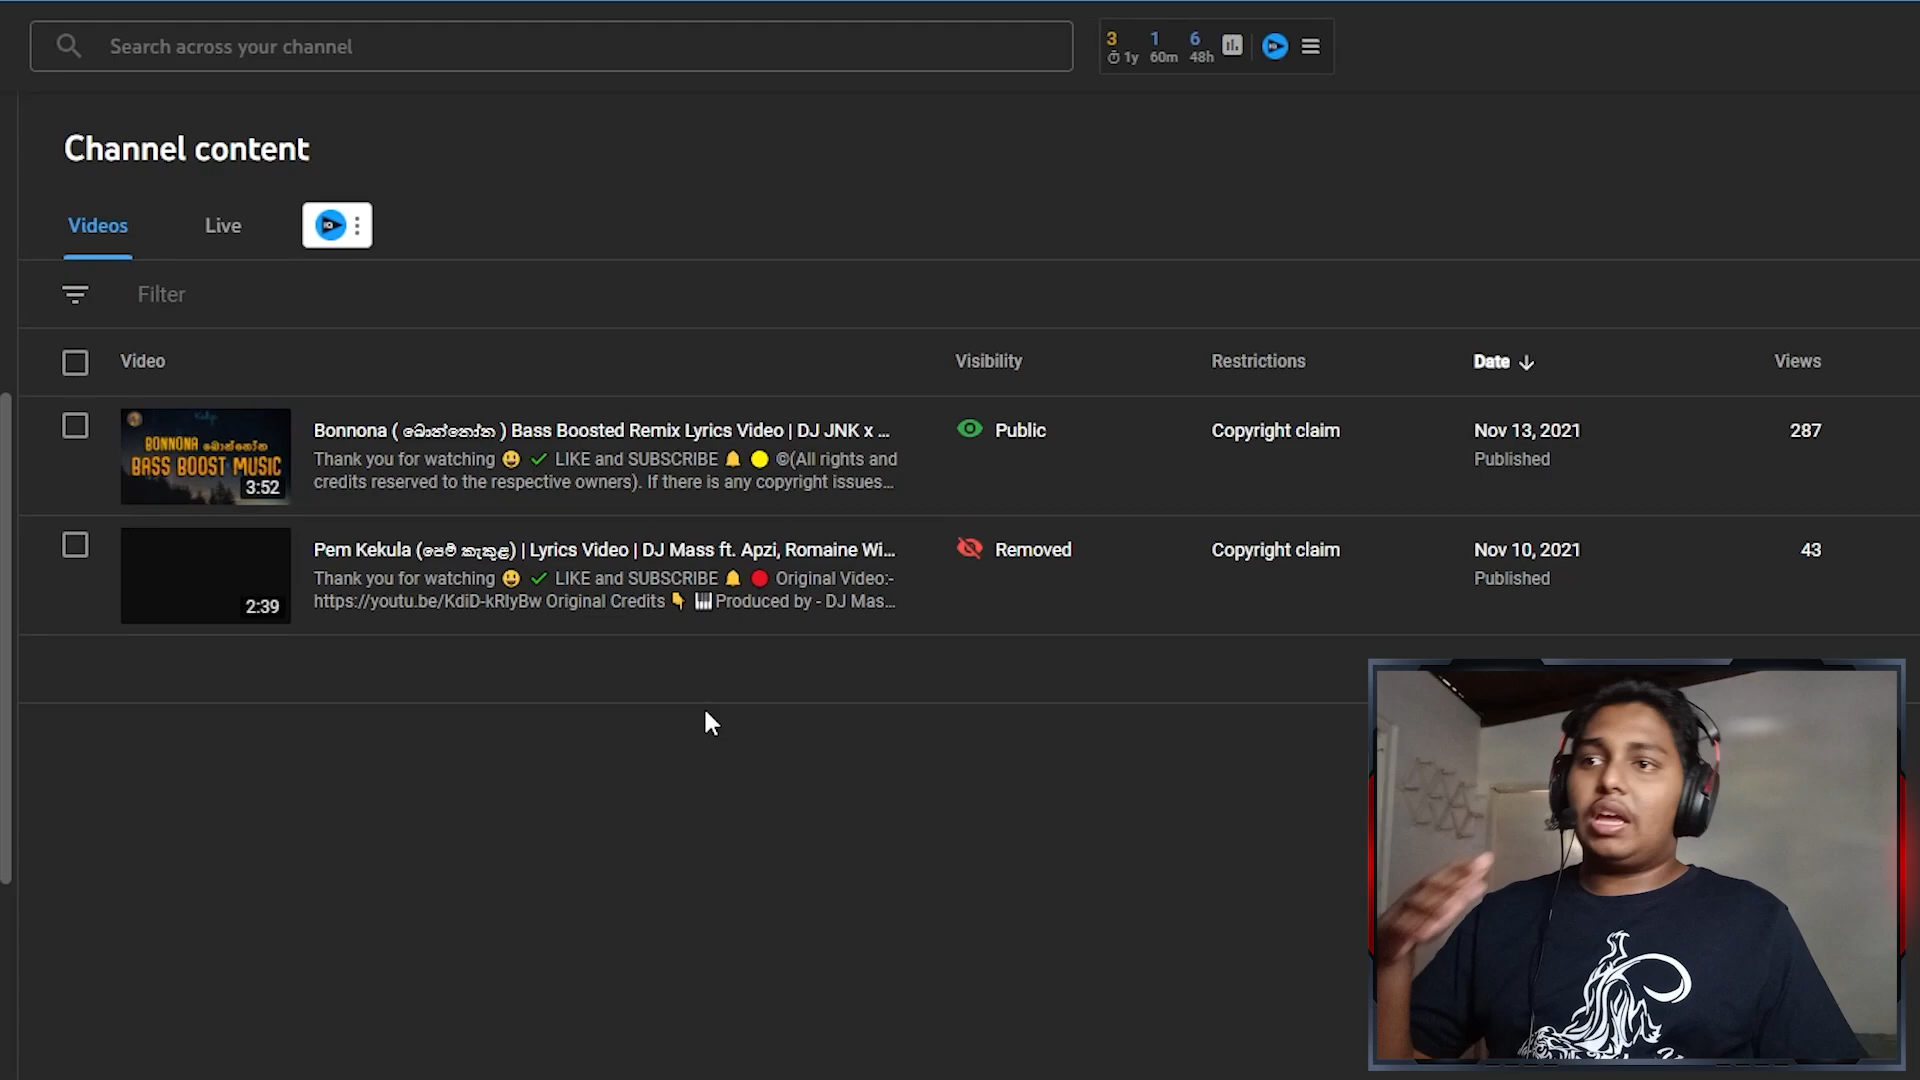 Search across your channel
3 1 6
1y 60m 48h
Channel content
Videos Live IQ
Filter
Video Visibility Restrictions Date Views
BONNONA බොන්නෝනා
BASS BOOST MUSIC
3:52
Bonnona ( බොන්නෝනා ) Bass Boosted Remix Lyrics Video | DJ JNK x ...
Thank you for watching 😃 ✓ LIKE and SUBSCRIBE 🔔 🟡 ©(All rights and
credits reserved to the respective owners). If there is any copyright issues...
Public
Copyright claim
Nov 13, 2021
Published
287
2:39
Pem Kekula (පෙම් කැකුළ) | Lyrics Video | DJ Mass ft. Apzi, Romaine Wi...
Thank you for watching 😃 ✓ LIKE and SUBSCRIBE 🔔 🔴 Original Video:-
https://youtu.be/KdiD-kRIyBw Original Credits 👇 🎹Produced by - DJ Mas...
Removed
Copyright claim
Nov 10, 2021
Published
43